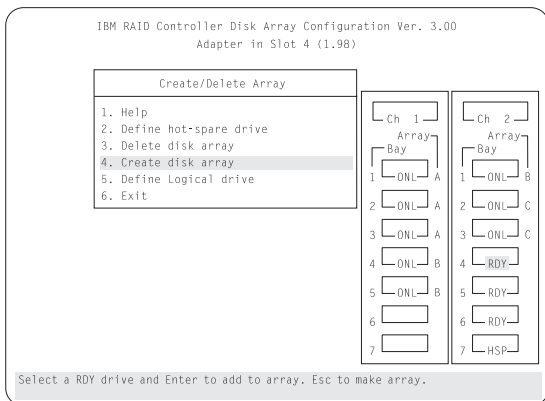 IBM RAID Controller Disk Array Configuration Ver. 3.00
Adapter in Slot 4 (1.98)
Create/Delete Array
1. Help
2. Define hot-spare drive
3. Delete disk array
4. Create disk array
5. Define Logical drive
6. Exit
Ch 1
Array
Bay
1 ONL A
2 ONL A
3 ONL A
4 ONL B
5 ONL B
6
7
Ch 2
Array
Bay
1 ONL B
2 ONL C
3 ONL C
4 RDY
5 RDY
6 RDY
7 HSP
Select a RDY drive and Enter to add to array. Esc to make array.